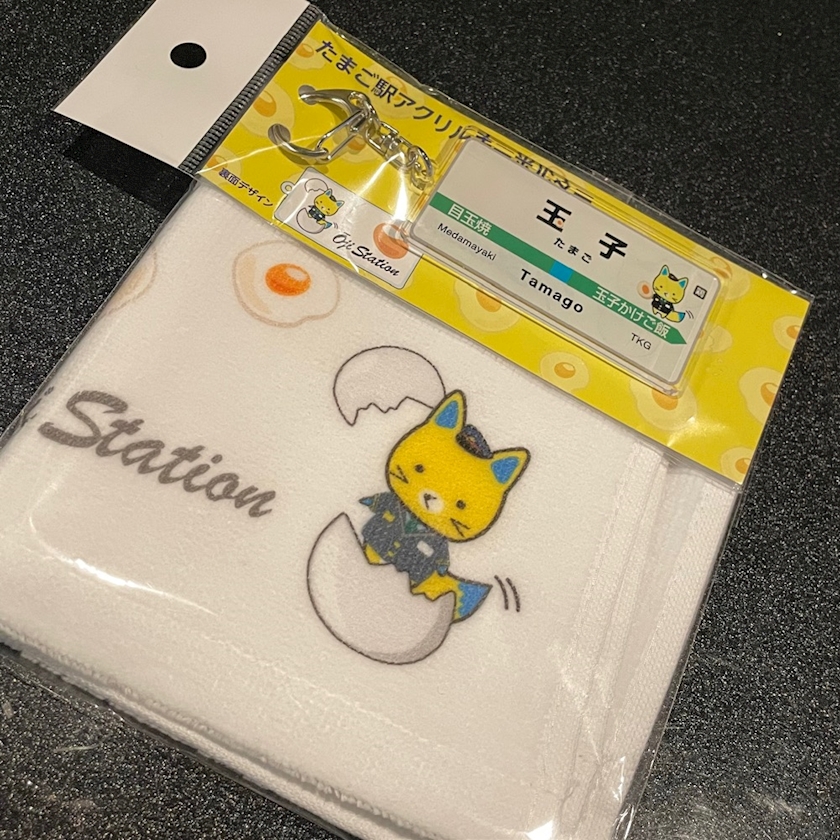 たまご駅アクリルキーホルダー
裏面デザイン
Oji Station
玉子
たまご
目玉焼
Medamayaki
Tamago
玉子かけご飯
TKG
Station